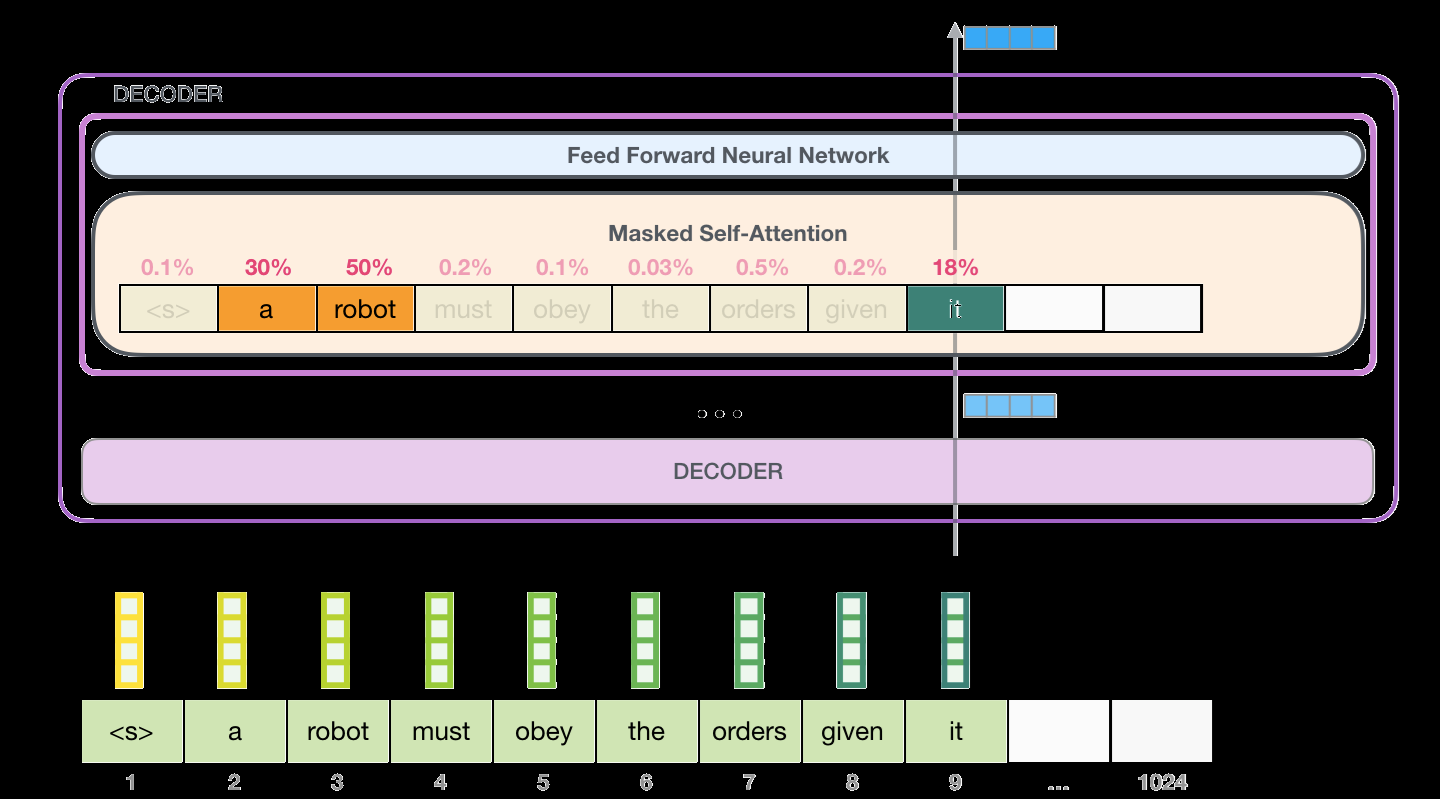 DECODER
Feed Forward Neural Network
Masked Self-Attention
0.1% 30% 50% 0.2% 0.1% 0.03% 0.5% 0.2% 18%
<s> a robot must obey the orders given it
...
DECODER
<s> a robot must obey the orders given it
1 2 3 4 5 6 7 8 9 ... 1024